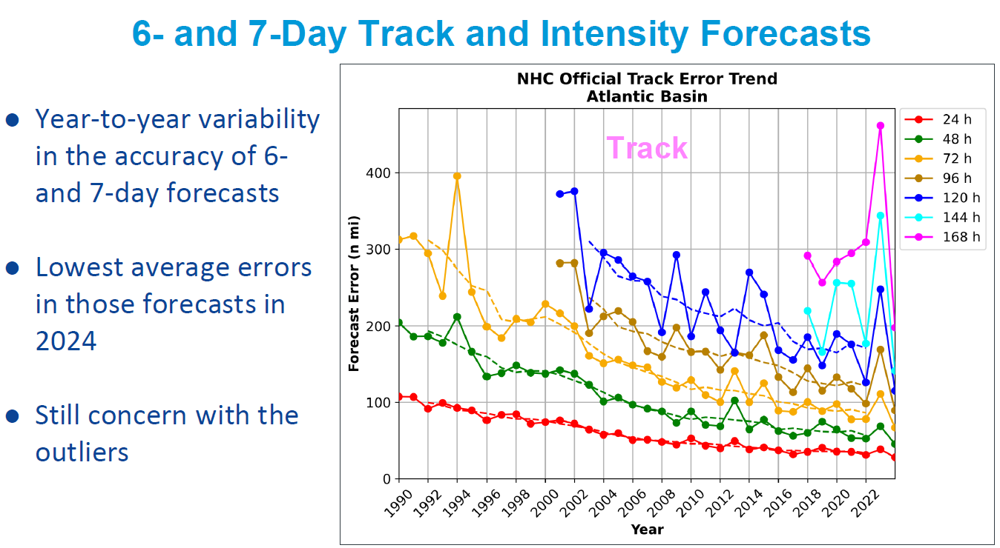 6- and 7-Day Track and Intensity Forecasts
● Year-to-year variability
in the accuracy of 6-
and 7-day forecasts
● Lowest average errors
in those forecasts in
2024
● Still concern with the
outliers
NHC Official Track Error Trend
Atlantic Basin
Track
Forecast Error (n mi)
400
300
200
100
0
1990
1992
1994
1996
1998
2000
2002
2004
2006
2008
2010
2012
2014
2016
2018
2020
2022
Year
24 h
48 h
72 h
96 h
120 h
144 h
168 h